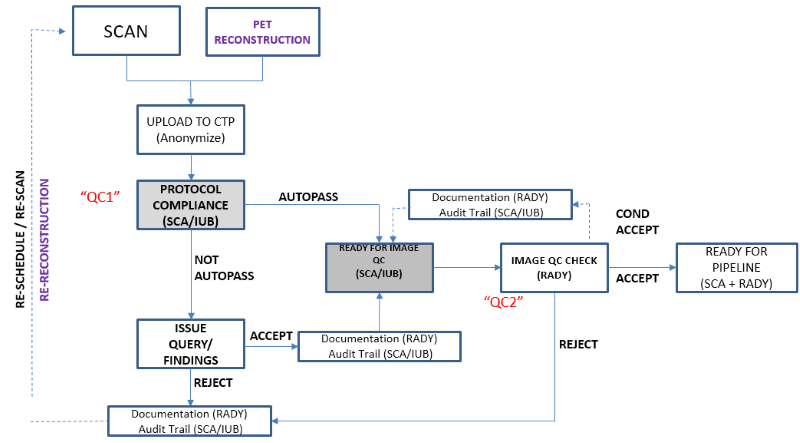 SCAN
PET
RECONSTRUCTION
UPLOAD TO CTP
(Anonymize)
"QC1"
PROTOCOL
COMPLIANCE
(SCA/IUB)
AUTOPASS
Documentation (RADY)
Audit Trail (SCA/IUB)
COND
ACCEPT
NOT
AUTOPASS
READY FOR IMAGE
QC
(SCA/IUB)
IMAGE QC CHECK
(RADY)
ACCEPT
READY FOR
PIPELINE
(SCA + RADY)
"QC2"
ISSUE
QUERY/
FINDINGS
ACCEPT
Documentation (RADY)
Audit Trail (SCA/IUB)
REJECT
REJECT
Documentation (RADY)
Audit Trail (SCA/IUB)
RE-SCHEDULE / RE-SCAN
RE-RECONSTRUCTION